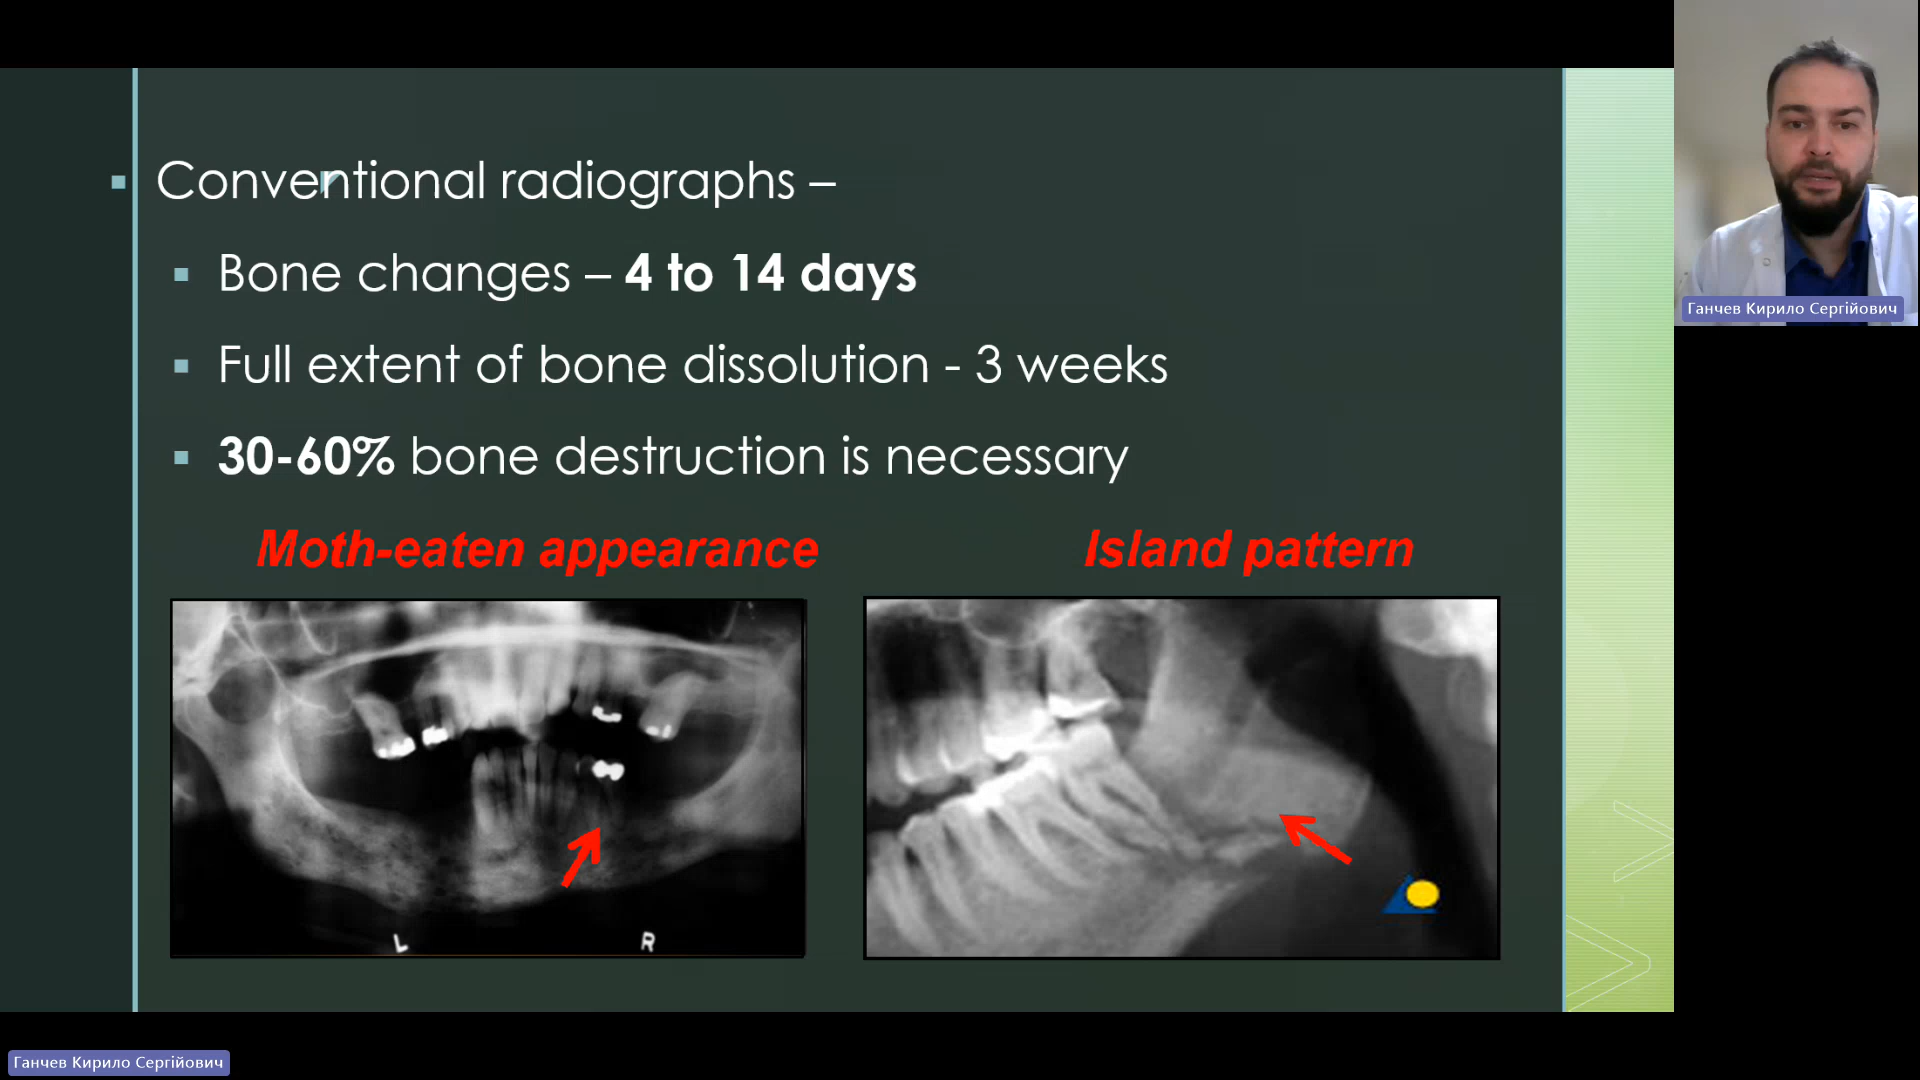 Conventional radiographs –
Bone changes – 4 to 14 days
Full extent of bone dissolution - 3 weeks
30-60% bone destruction is necessary
Moth-eaten appearance
Island pattern
L
R
Ганчев Кирило Сергійович
Ганчев Кирило Сергійович